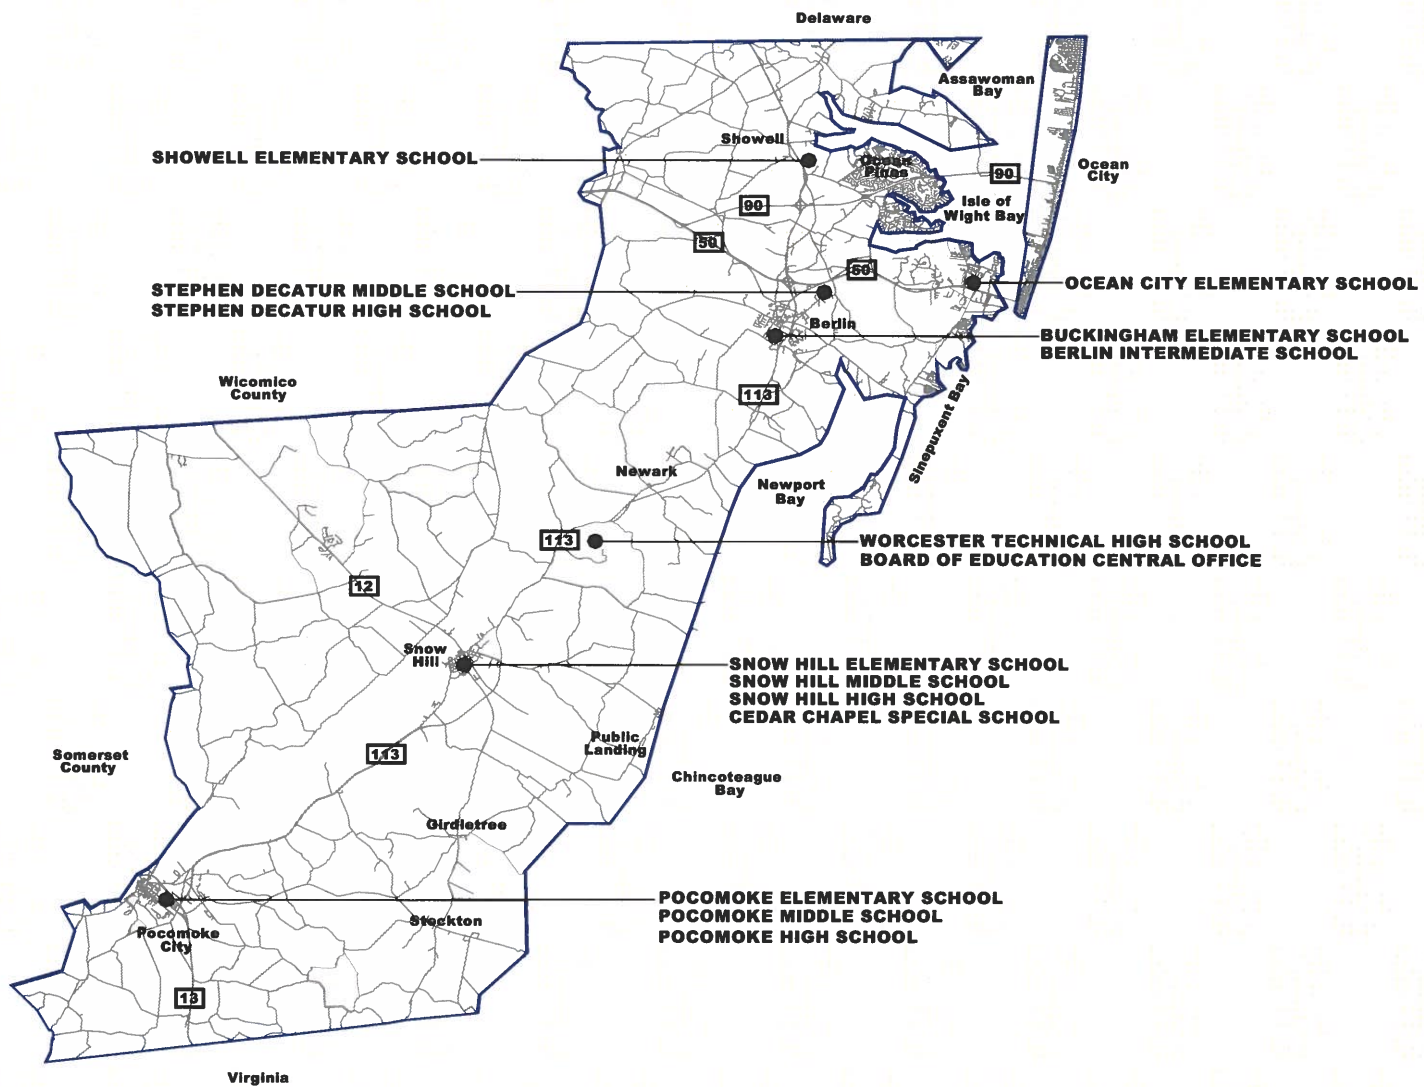 Delaware
Assawoman
Bay
Showell
SHOWELL ELEMENTARY SCHOOL
Ocean
Pines
90
Ocean
City
90
Isle of
Wight Bay
50
50
OCEAN CITY ELEMENTARY SCHOOL
STEPHEN DECATUR MIDDLE SCHOOL
STEPHEN DECATUR HIGH SCHOOL
Berlin
BUCKINGHAM ELEMENTARY SCHOOL
BERLIN INTERMEDIATE SCHOOL
Wicomico
County
113
Sinepuxent Bay
Newark
Newport
Bay
113
WORCESTER TECHNICAL HIGH SCHOOL
BOARD OF EDUCATION CENTRAL OFFICE
12
Snow
Hill
SNOW HILL ELEMENTARY SCHOOL
SNOW HILL MIDDLE SCHOOL
SNOW HILL HIGH SCHOOL
CEDAR CHAPEL SPECIAL SCHOOL
Public
Landing
113
Somerset
County
Chincoteague
Bay
Girdletree
POCOMOKE ELEMENTARY SCHOOL
POCOMOKE MIDDLE SCHOOL
POCOMOKE HIGH SCHOOL
Stockton
Pocomoke
City
13
Virginia